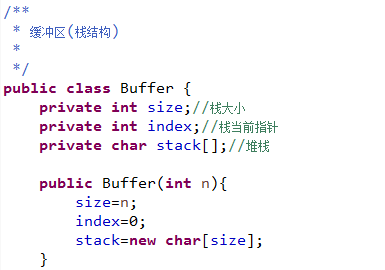 /**
 * 缓冲区(栈结构)
 *
 */
public class Buffer {
    private int size;//栈大小
    private int index;//栈当前指针
    private char stack[];//堆栈

    public Buffer(int n){
        size=n;
        index=0;
        stack=new char[size];
    }